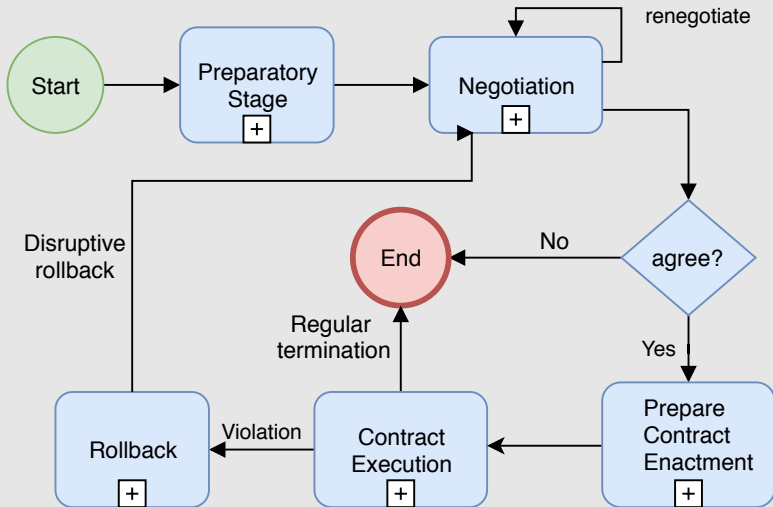 renegotiate
Start
Preparatory
Stage
+
Negotiation
+
Disruptive
rollback
End
No
agree?
Regular
termination
Yes
Rollback
+
Violation
Contract
Execution
+
Prepare
Contract
Enactment
+